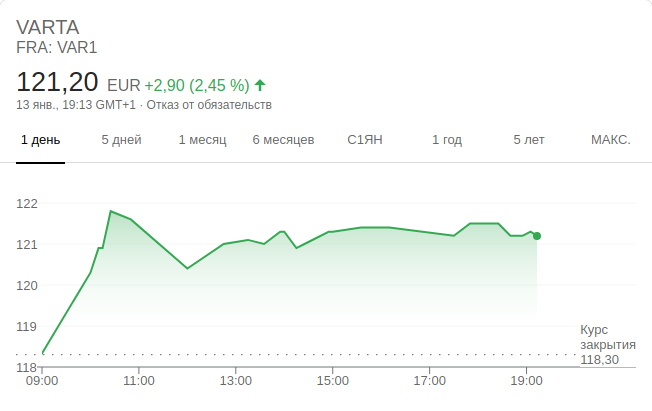 VARTA
FRA: VAR1
121,20 EUR +2,90 (2,45 %)
13 янв., 19:13 GMT+1 · Отказ от обязательств
1 день 5 дней 1 месяц 6 месяцев С1ЯН 1 год 5 лет МАКС.
122
121
120
119
118
Курс
закрытия
118,30
09:00 11:00 13:00 15:00 17:00 19:00